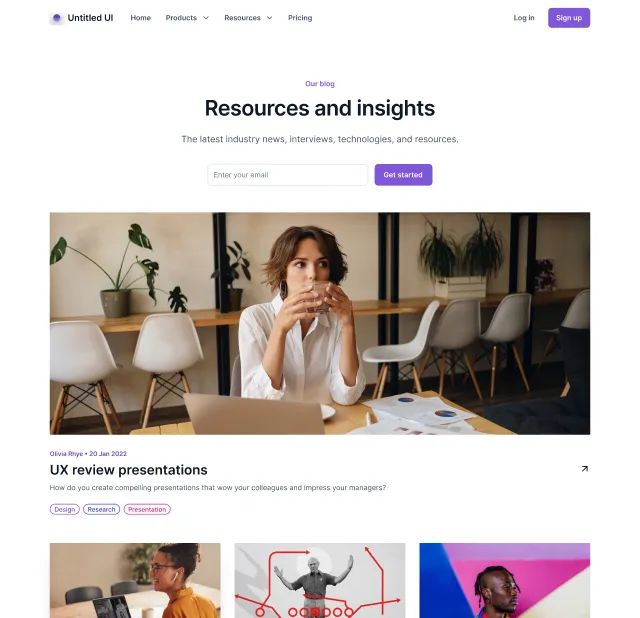 Untitled UI
Home
Products
Resources
Pricing
Log in
Sign up
Our blog
Resources and insights
The latest industry news, interviews, technologies, and resources.
Enter your email
Get started
Olivia Rhye • 20 Jan 2022
UX review presentations
How do you create compelling presentations that wow your colleagues and impress your managers?
Design
Research
Presentation